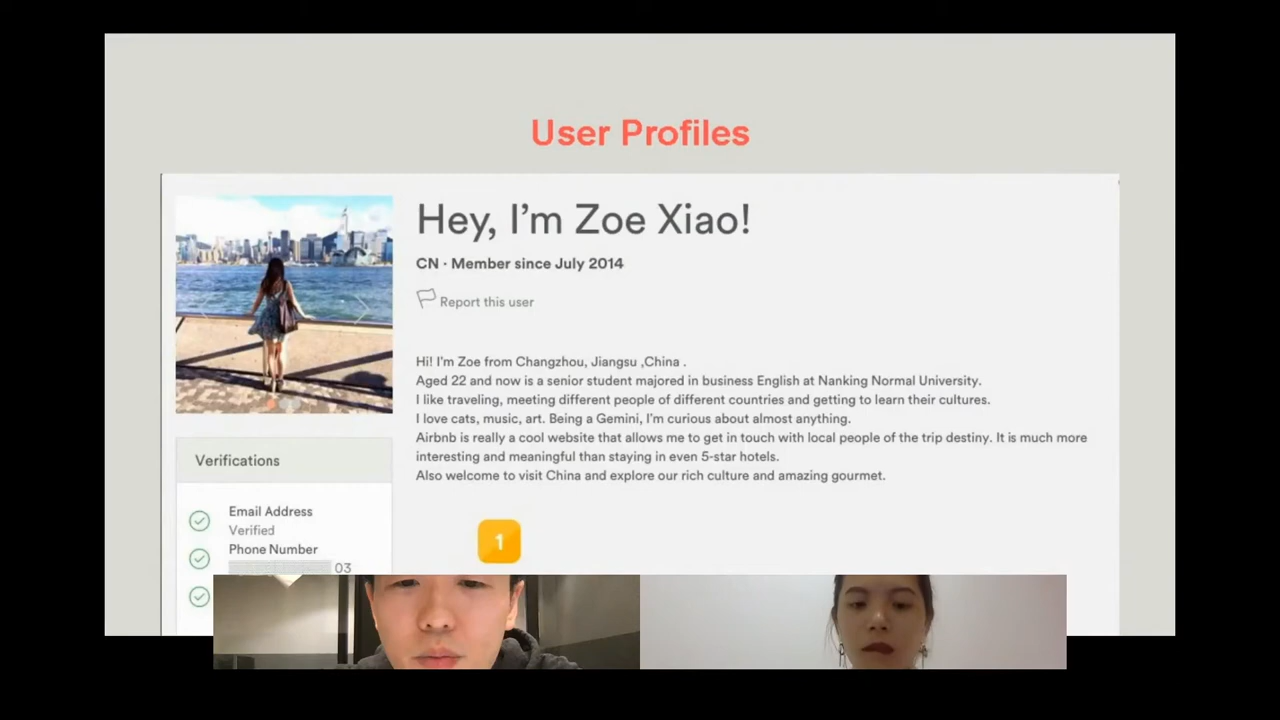 User Profiles
Hey, I'm Zoe Xiao!
CN · Member since July 2014
Report this user
Hi! I'm Zoe from Changzhou, Jiangsu ,China .
Aged 22 and now is a senior student majored in business English at Nanking Normal University.
I like traveling, meeting different people of different countries and getting to learn their cultures.
I love cats, music, art. Being a Gemini, I'm curious about almost anything.
Airbnb is really a cool website that allows me to get in touch with local people of the trip destiny. It is much more
interesting and meaningful than staying in even 5-star hotels.
Also welcome to visit China and explore our rich culture and amazing gourmet.
Verifications
Email Address
Verified
Phone Number
03
1